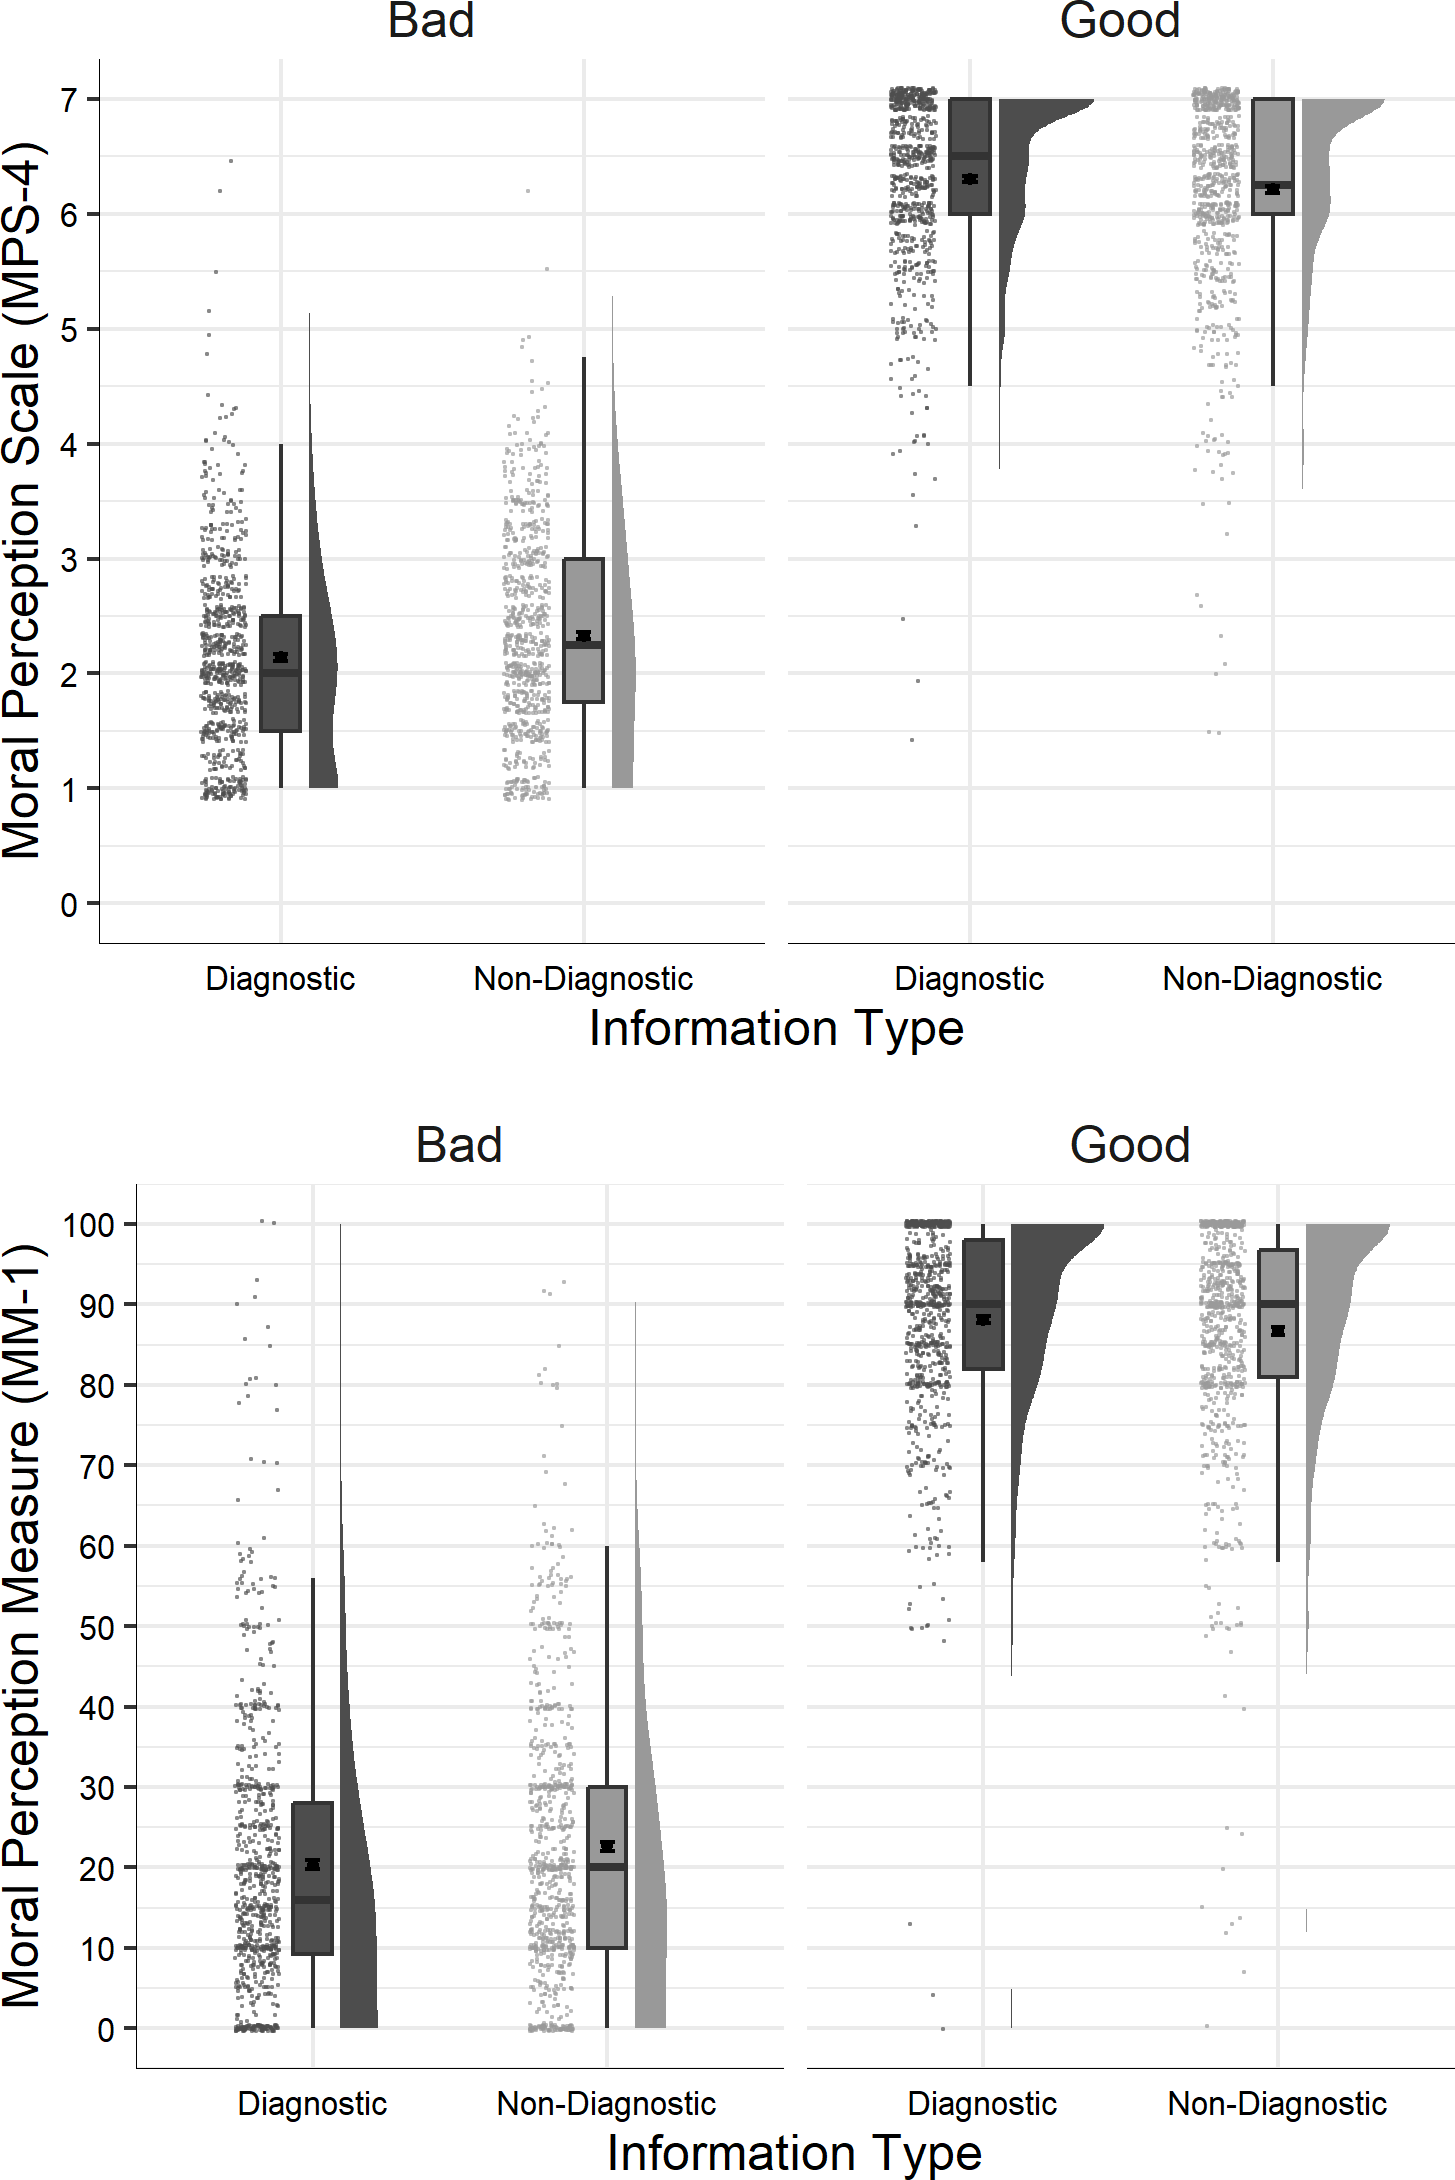 Bad Good
Moral Perception Scale (MPS-4)
7
6
5
4
3
2
1
0
Diagnostic Non-Diagnostic Diagnostic Non-Diagnostic
Information Type
Bad Good
Moral Perception Measure (MM-1)
100
90
80
70
60
50
40
30
20
10
0
Diagnostic Non-Diagnostic Diagnostic Non-Diagnostic
Information Type